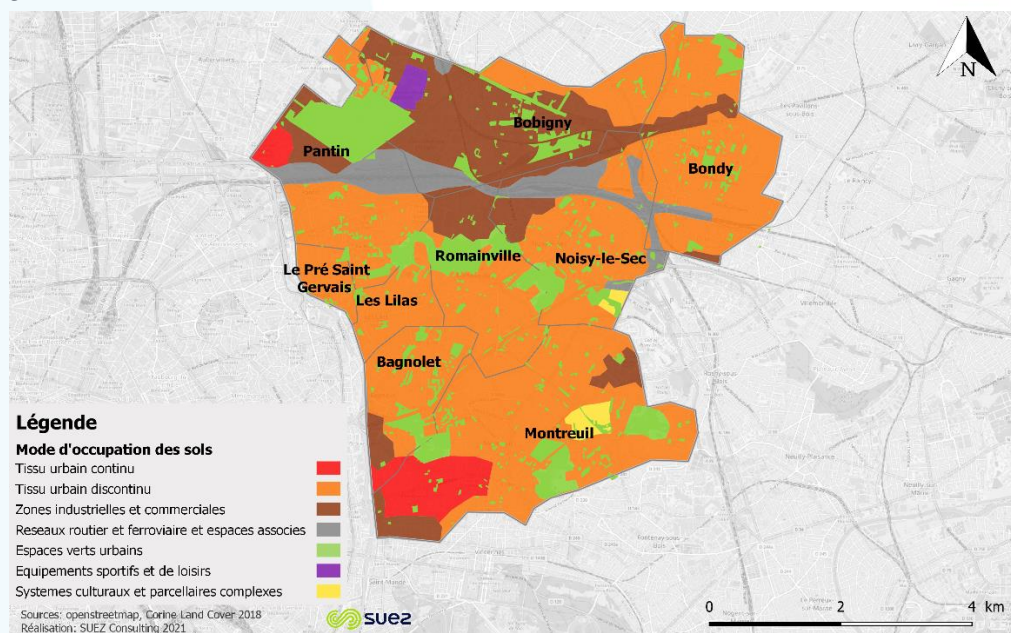 N
Bobigny
Pantin
Bondy
Romainville
Noisy-le-Sec
Le Pré Saint
Gervais
Les Lilas
Bagnolet
Montreuil
Légende
Mode d'occupation des sols
Tissu urbain continu
Tissu urbain discontinu
Zones industrielles et commerciales
Reseaux routier et ferroviaire et espaces associes
Espaces verts urbains
Equipements sportifs et de loisirs
Systemes culturaux et parcellaires complexes
Sources: openstreetmap, Corine Land Cover 2018
Réalisation: SUEZ Consulting 2021
suez
0 2 4 km